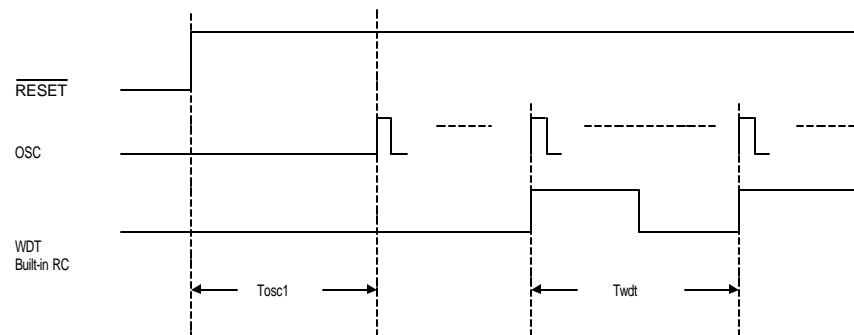 RESET
OSC
WDT
Built-in RC
Tosc1
Twdt